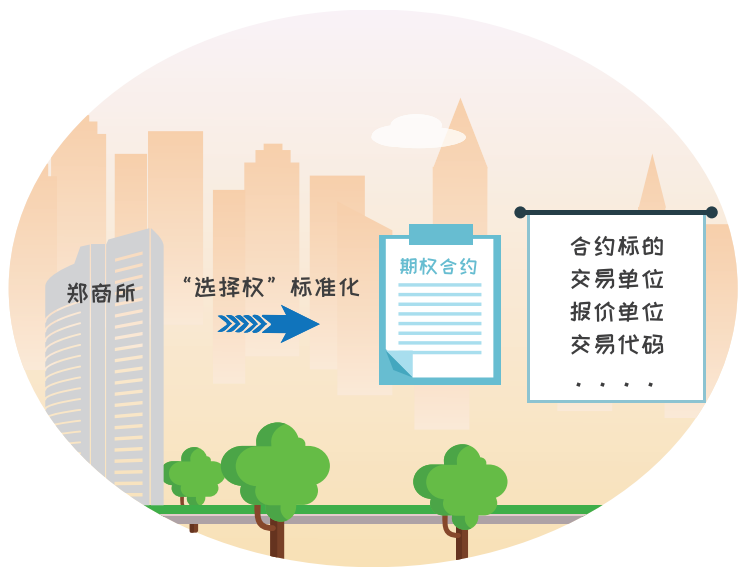 郑商所
“选择权”标准化
期权合约
合约标的
交易单位
报价单位
交易代码
. . . .